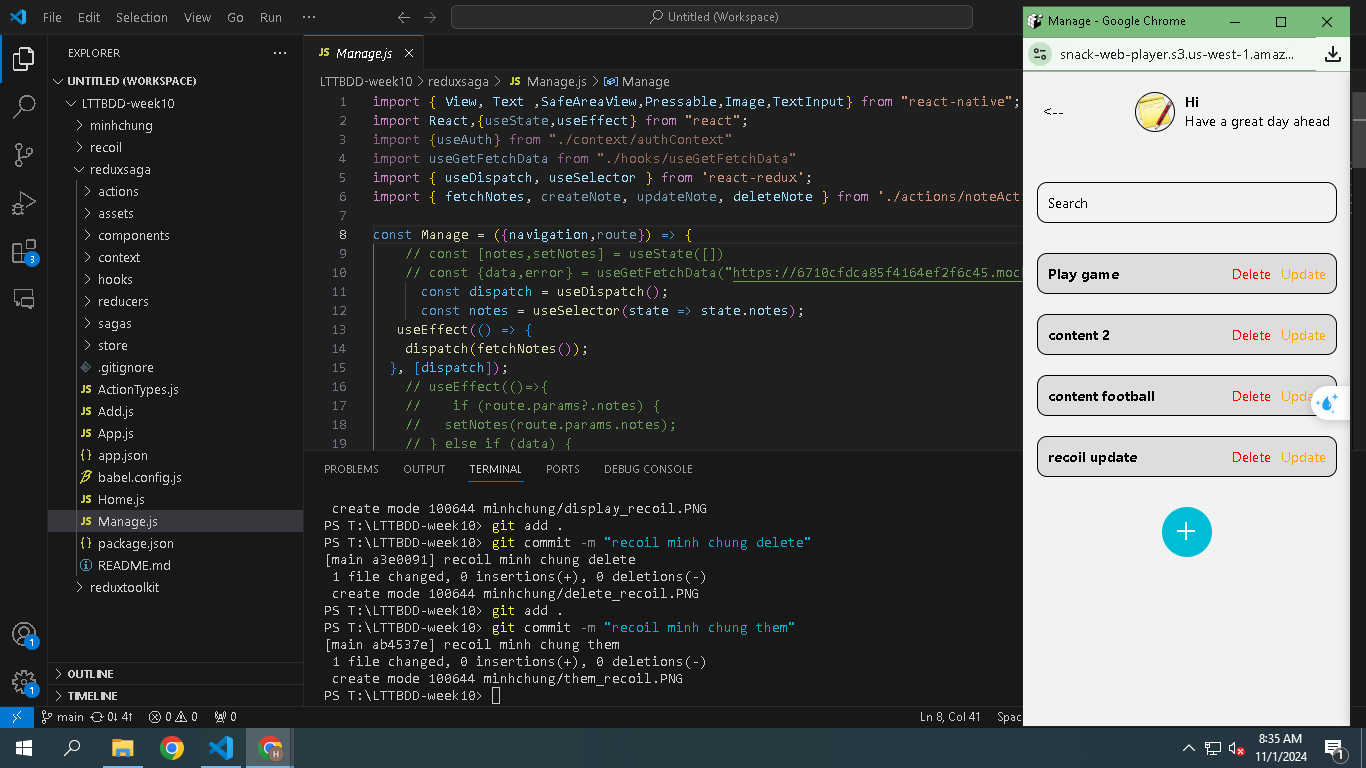 File Edit Selection View Go Run ··· Untitled (Workspace)
EXPLORER
UNTITLED (WORKSPACE)
LTTBDD-week10
minhchung
recoil
reduxsaga
actions
assets
components
context
hooks
reducers
sagas
store
.gitignore
JS ActionTypes.js
JS Add.js
JS App.js
{} app.json
babel.config.js
JS Home.js
JS Manage.js
{} package.json
README.md
reduxtoolkit
OUTLINE
TIMELINE
3
1
1
JS Manage.js
LTTBDD-week10 > reduxsaga > JS Manage.js > Manage
1 import { View, Text ,SafeAreaView,Pressable,Image,TextInput} from "react-native";
2 import React,{useState,useEffect} from "react";
3 import {useAuth} from "./context/authContext"
4 import useGetFetchData from "./hooks/useGetFetchData"
5 import { useDispatch, useSelector } from 'react-redux';
6 import { fetchNotes, createNote, updateNote, deleteNote } from './actions/noteActi
7
8 const Manage = ({navigation,route}) => {
9 // const [notes,setNotes] = useState([])
10 // const {data,error} = useGetFetchData("https://6710cfdca85f4164ef2f6c45.moc
11 const dispatch = useDispatch();
12 const notes = useSelector(state => state.notes);
13 useEffect(() => {
14 dispatch(fetchNotes());
15 }, [dispatch]);
16 // useEffect(()=>{
17 // if (route.params?.notes) {
18 // setNotes(route.params.notes);
19 // } else if (data) {
PROBLEMS OUTPUT TERMINAL PORTS DEBUG CONSOLE
create mode 100644 minhchung/display_recoil.PNG
PS T:\LTTBDD-week10> git add .
PS T:\LTTBDD-week10> git commit -m "recoil minh chung delete"
[main a3e0091] recoil minh chung delete
1 file changed, 0 insertions(+), 0 deletions(-)
create mode 100644 minhchung/delete_recoil.PNG
PS T:\LTTBDD-week10> git add .
PS T:\LTTBDD-week10> git commit -m "recoil minh chung them"
[main ab4537e] recoil minh chung them
1 file changed, 0 insertions(+), 0 deletions(-)
create mode 100644 minhchung/them_recoil.PNG
PS T:\LTTBDD-week10>
main 0↓ 4↑ 0 0 0 Ln 8, Col 41 Spac
Manage - Google Chrome
snack-web-player.s3.us-west-1.amaz...
<--
Hi
Have a great day ahead
Search
Play game Delete Update
content 2 Delete Update
content football Delete Upda
recoil update Delete Update
+
H
8:35 AM
11/1/2024
1